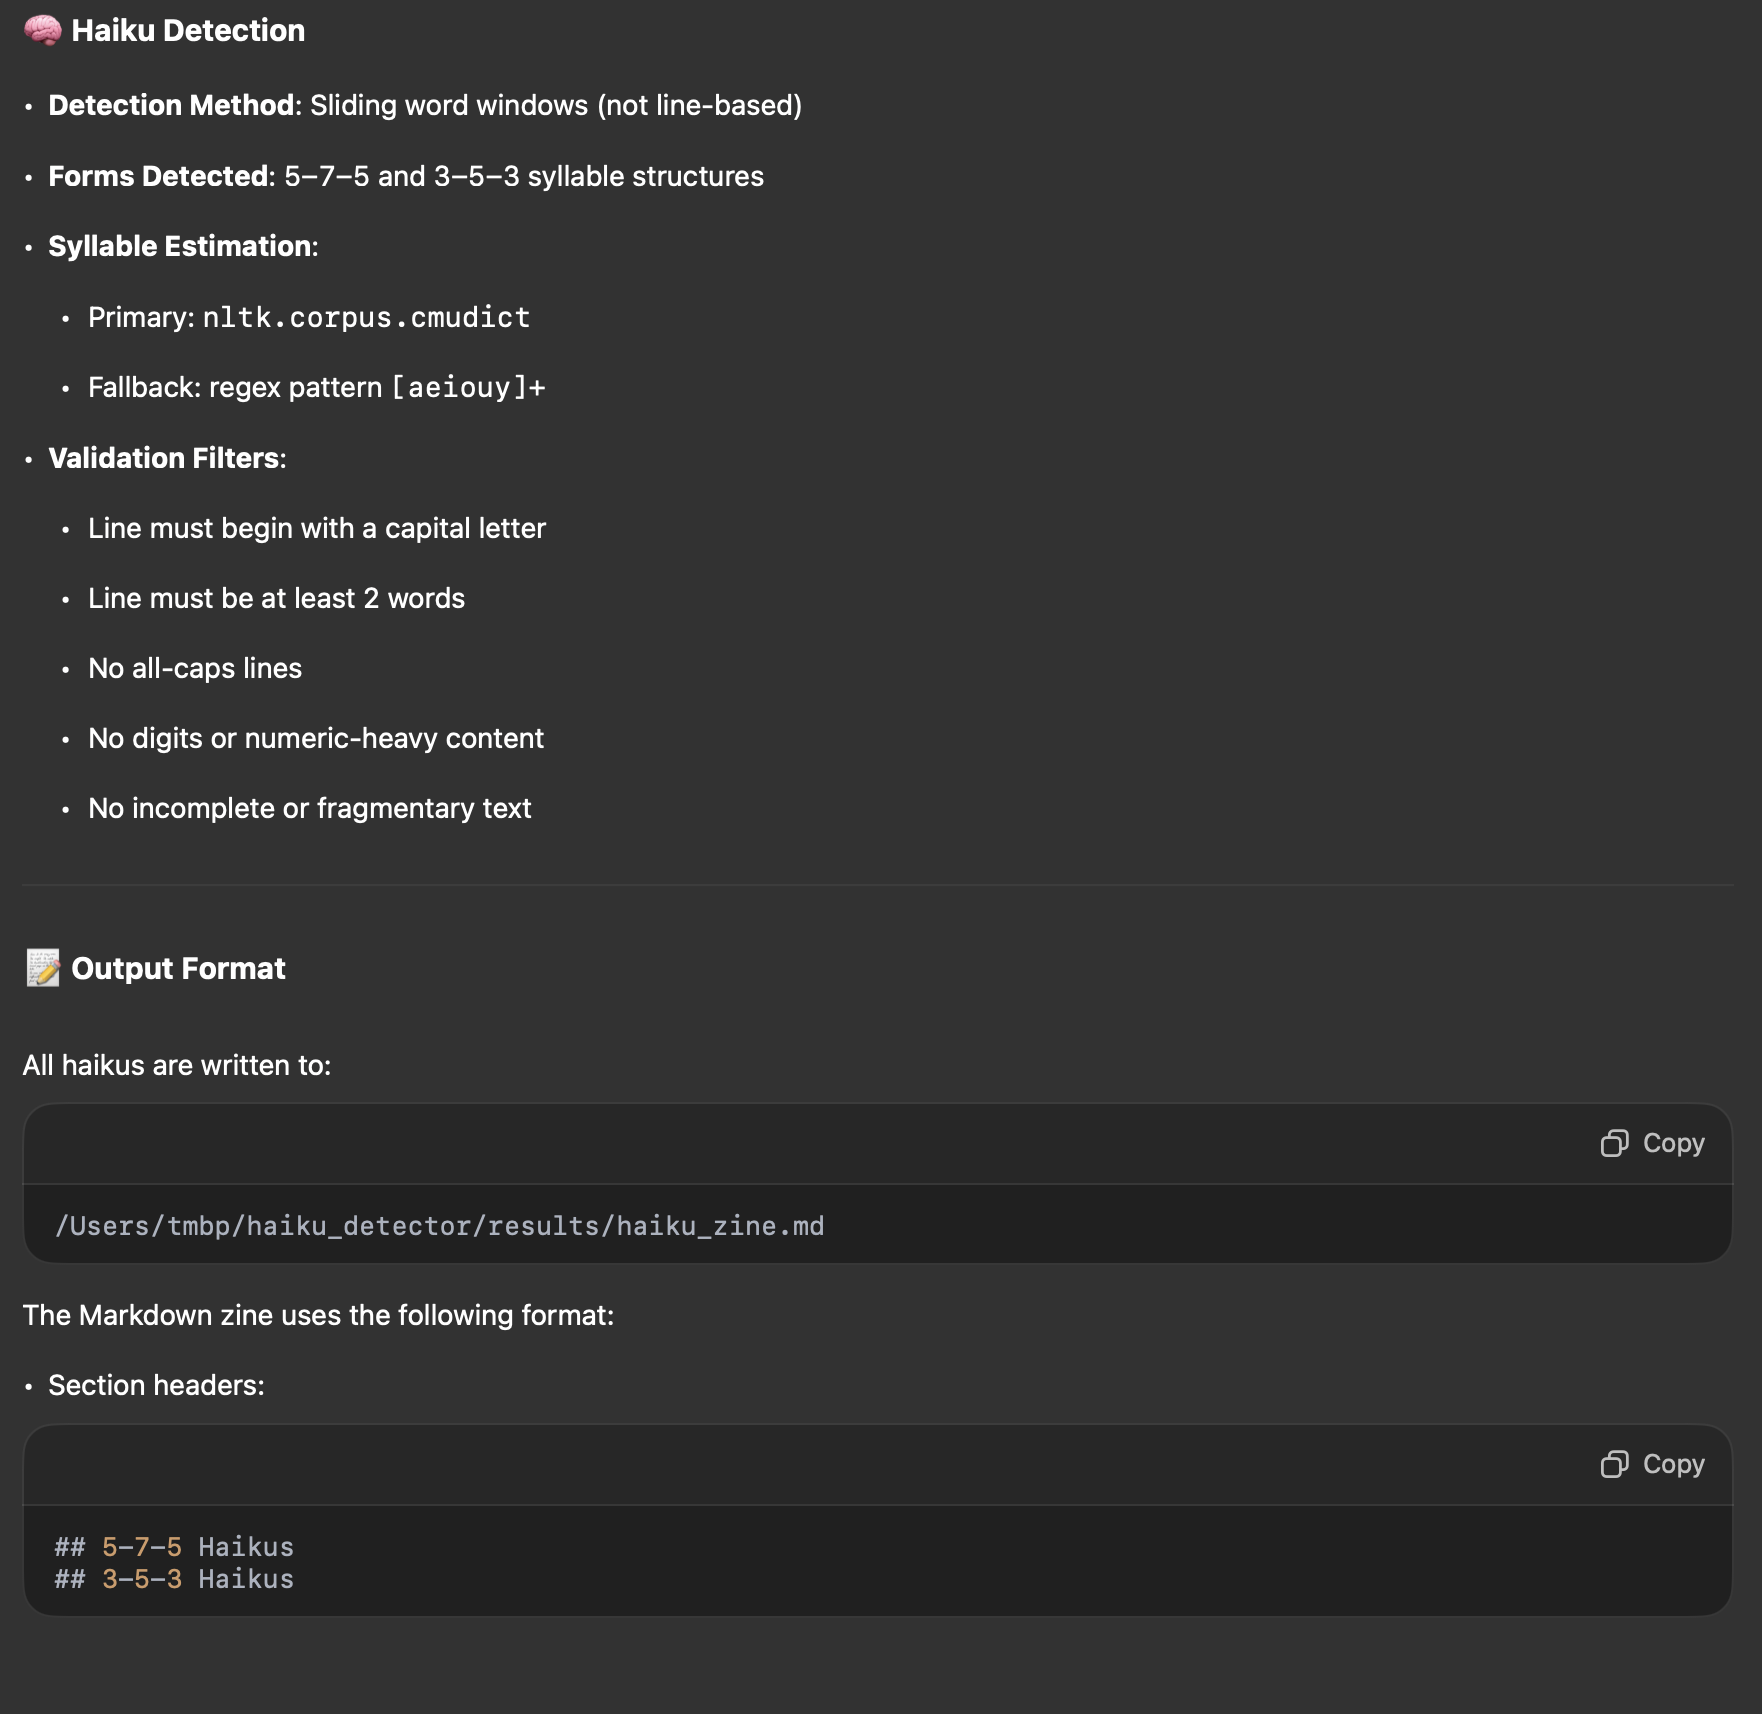 🧠 Haiku Detection
• Detection Method: Sliding word windows (not line-based)
• Forms Detected: 5–7–5 and 3–5–3 syllable structures
• Syllable Estimation:
• Primary: nltk.corpus.cmudict
• Fallback: regex pattern [aeiouy]+
• Validation Filters:
• Line must begin with a capital letter
• Line must be at least 2 words
• No all-caps lines
• No digits or numeric-heavy content
• No incomplete or fragmentary text
📝 Output Format
All haikus are written to:
Copy
/Users/tmbp/haiku_detector/results/haiku_zine.md
The Markdown zine uses the following format:
• Section headers:
Copy
## 5–7–5 Haikus
## 3–5–3 Haikus